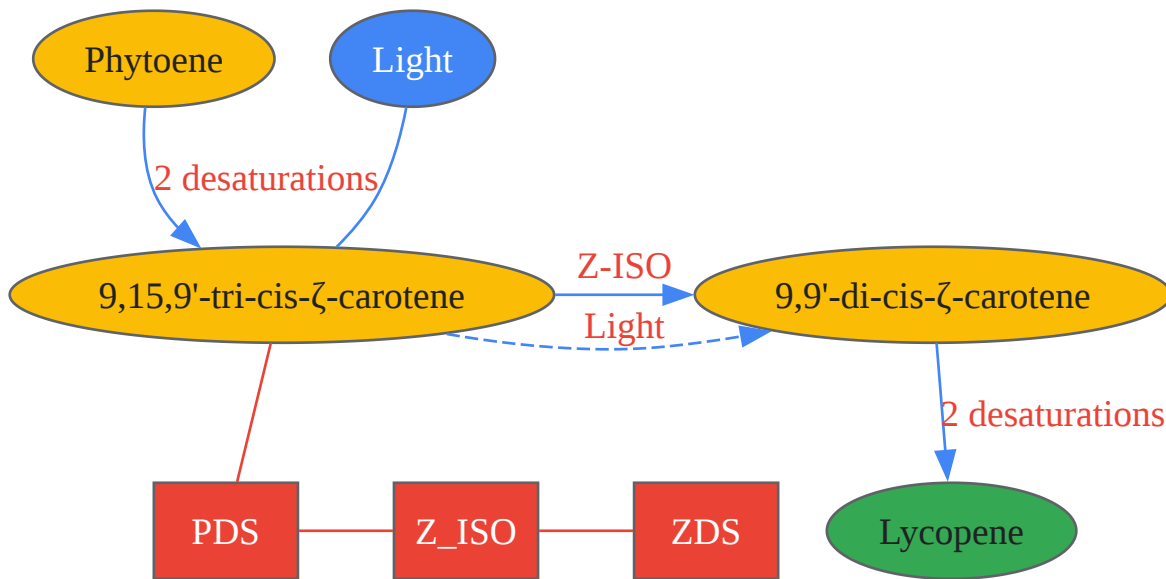 Phytoene
Light
2 desaturations
Z-ISO
9,15,9'-tri-cis-ζ-carotene
9,9'-di-cis-ζ-carotene
Light
2 desaturations
PDS
Z_ISO
ZDS
Lycopene